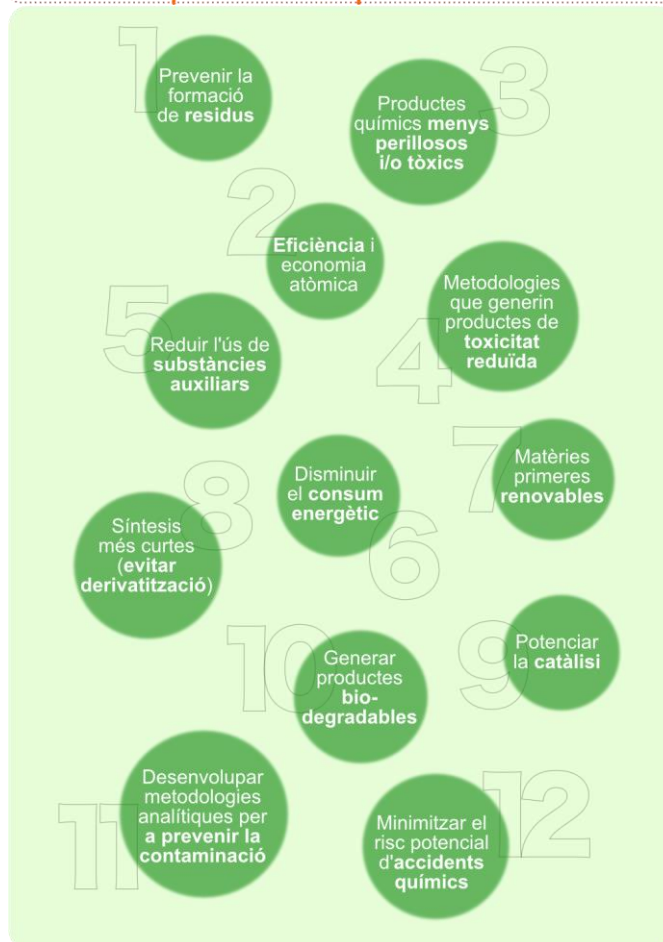 1
Prevenir la
formació
de residus
2
Eficiència i
economia
atòmica
3
Productes
químics menys
perillosos
i/o tòxics
4
Metodologies
que generin
productes de
toxicitat
reduïda
5
Reduir l'ús de
substàncies
auxiliars
6
Disminuir
el consum
energètic
7
Matèries
primeres
renovables
8
Síntesis
més curtes
(evitar
derivatització)
9
Potenciar
la catàlisi
10
Generar
productes
bio-
degradables
11
Desenvolupar
metodologies
analítiques per
a prevenir la
contaminació
12
Minimitzar el
risc potencial
d'accidents
químics